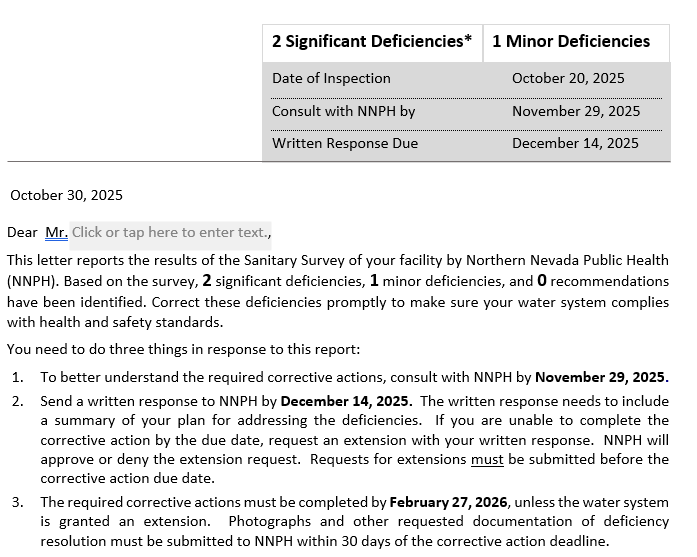 2 Significant Deficiencies* 1 Minor Deficiencies
Date of Inspection October 20, 2025
Consult with NNPH by November 29, 2025
Written Response Due December 14, 2025
October 30, 2025
Dear Mr. Click or tap here to enter text.,
This letter reports the results of the Sanitary Survey of your facility by Northern Nevada Public Health
(NNPH). Based on the survey, 2 significant deficiencies, 1 minor deficiencies, and 0 recommendations
have been identified. Correct these deficiencies promptly to make sure your water system complies
with health and safety standards.
You need to do three things in response to this report:
1. To better understand the required corrective actions, consult with NNPH by November 29, 2025.
2. Send a written response to NNPH by December 14, 2025. The written response needs to include
a summary of your plan for addressing the deficiencies. If you are unable to complete the
corrective action by the due date, request an extension with your written response. NNPH will
approve or deny the extension request. Requests for extensions must be submitted before the
corrective action due date.
3. The required corrective actions must be completed by February 27, 2026, unless the water system
is granted an extension. Photographs and other requested documentation of deficiency
resolution must be submitted to NNPH within 30 days of the corrective action deadline.